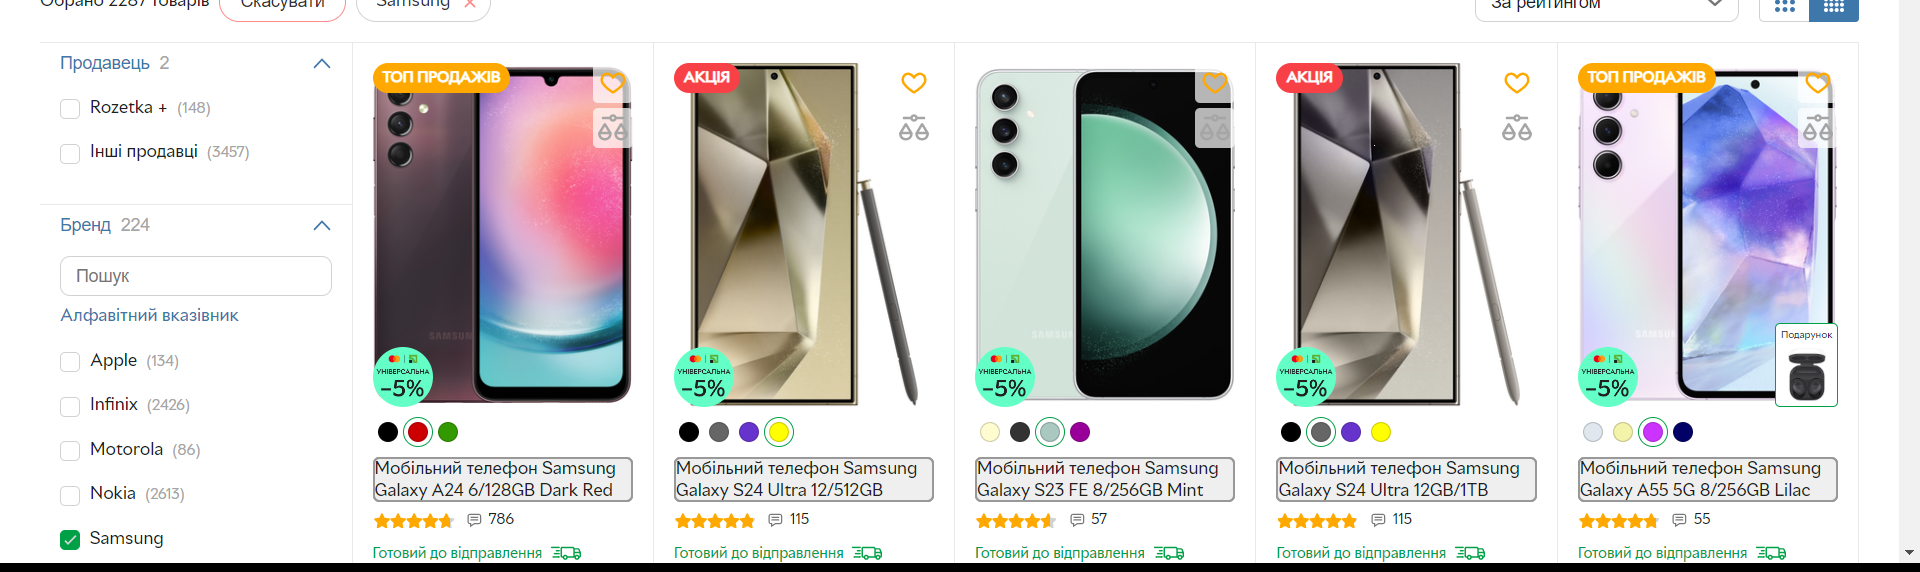 Обрано 2287 товарів
Скасувати
Samsung
За рейтингом
Продавець 2
Rozetka + (148)
Інші продавці (3457)
Бренд 224
Пошук
Алфавітний вказівник
Apple (134)
Infinix (2426)
Motorola (86)
Nokia (2613)
Samsung
ТОП ПРОДАЖІВ
SAMSUN
УНІВЕРСАЛЬНА
-5%
Мобільний телефон Samsung
Galaxy A24 6/128GB Dark Red
786
Готовий до відправлення
АКЦІЯ
УНІВЕРСАЛЬНА
-5%
Мобільний телефон Samsung
Galaxy S24 Ultra 12/512GB
115
Готовий до відправлення
SAMSUN
УНІВЕРСАЛЬНА
-5%
Мобільний телефон Samsung
Galaxy S23 FE 8/256GB Mint
57
Готовий до відправлення
АКЦІЯ
УНІВЕРСАЛЬНА
-5%
Мобільний телефон Samsung
Galaxy S24 Ultra 12GB/1TB
115
Готовий до відправлення
ТОП ПРОДАЖІВ
SAMSUN
Подарунок
УНІВЕРСАЛЬНА
-5%
Мобільний телефон Samsung
Galaxy A55 5G 8/256GB Lilac
55
Готовий до відправлення